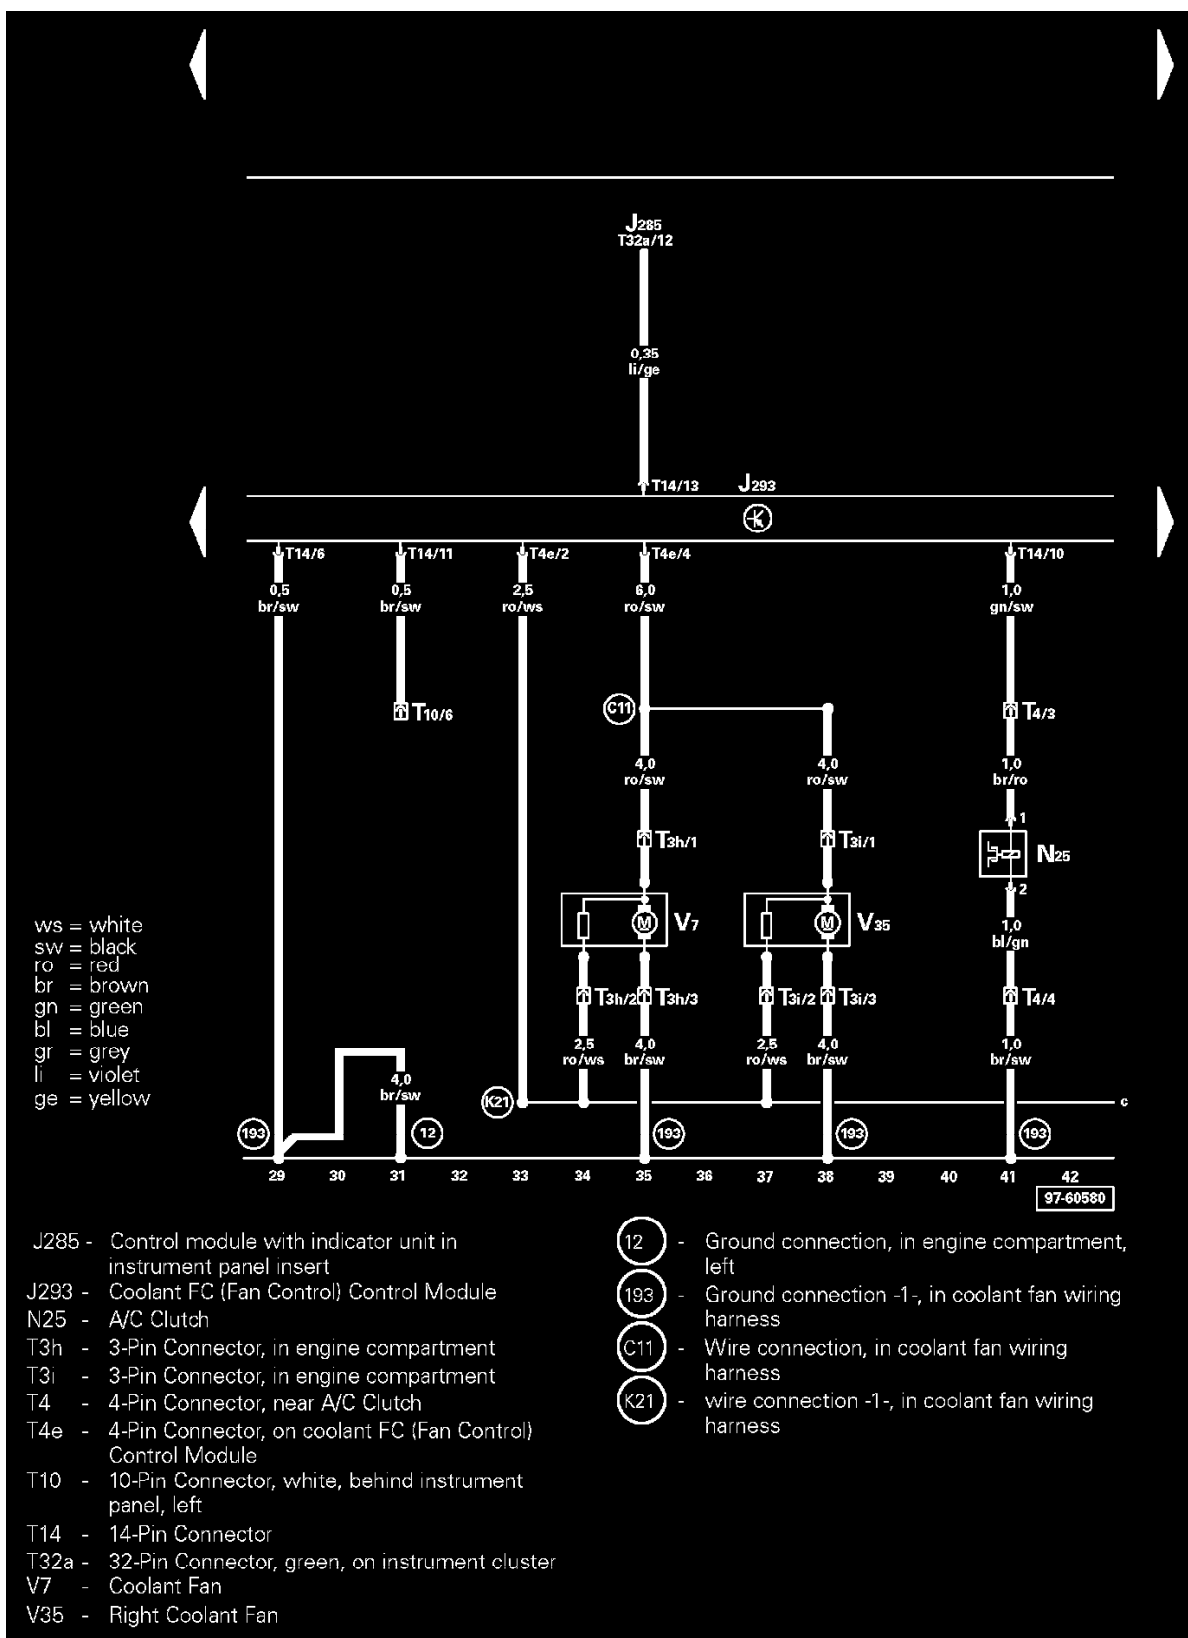 J285
T32a/12
0,35
li/ge
T14/13
J293
T14/6
T14/11
T4e/2
T4e/4
T14/10
0,5
br/sw
0,5
br/sw
2,5
ro/ws
6,0
ro/sw
1,0
gn/sw
C11
T10/6
T4/3
4,0
ro/sw
4,0
ro/sw
1,0
br/ro
1
T3h/1
T3i/1
N25
2
M
V7
M
V35
1,0
bl/gn
ws = white
sw = black
ro = red
br = brown
gn = green
bl = blue
gr = grey
li = violet
ge = yellow
T3h/2
T3h/3
T3i/2
T3i/3
T4/4
2,5
ro/ws
4,0
br/sw
2,5
ro/ws
4,0
br/sw
1,0
br/sw
4,0
br/sw
K21
c
193
12
193
193
193
29 30 31 32 33 34 35 36 37 38 39 40 41 42
97-60580
J285 - Control module with indicator unit in
instrument panel insert
J293 - Coolant FC (Fan Control) Control Module
N25 - A/C Clutch
T3h - 3-Pin Connector, in engine compartment
T3i - 3-Pin Connector, in engine compartment
T4 - 4-Pin Connector, near A/C Clutch
T4e - 4-Pin Connector, on coolant FC (Fan Control)
Control Module
T10 - 10-Pin Connector, white, behind instrument
panel, left
T14 - 14-Pin Connector
T32a - 32-Pin Connector, green, on instrument cluster
V7 - Coolant Fan
V35 - Right Coolant Fan
12 - Ground connection, in engine compartment,
left
193 - Ground connection -1-, in coolant fan wiring
harness
C11 - Wire connection, in coolant fan wiring
harness
K21 - wire connection -1-, in coolant fan wiring
harness